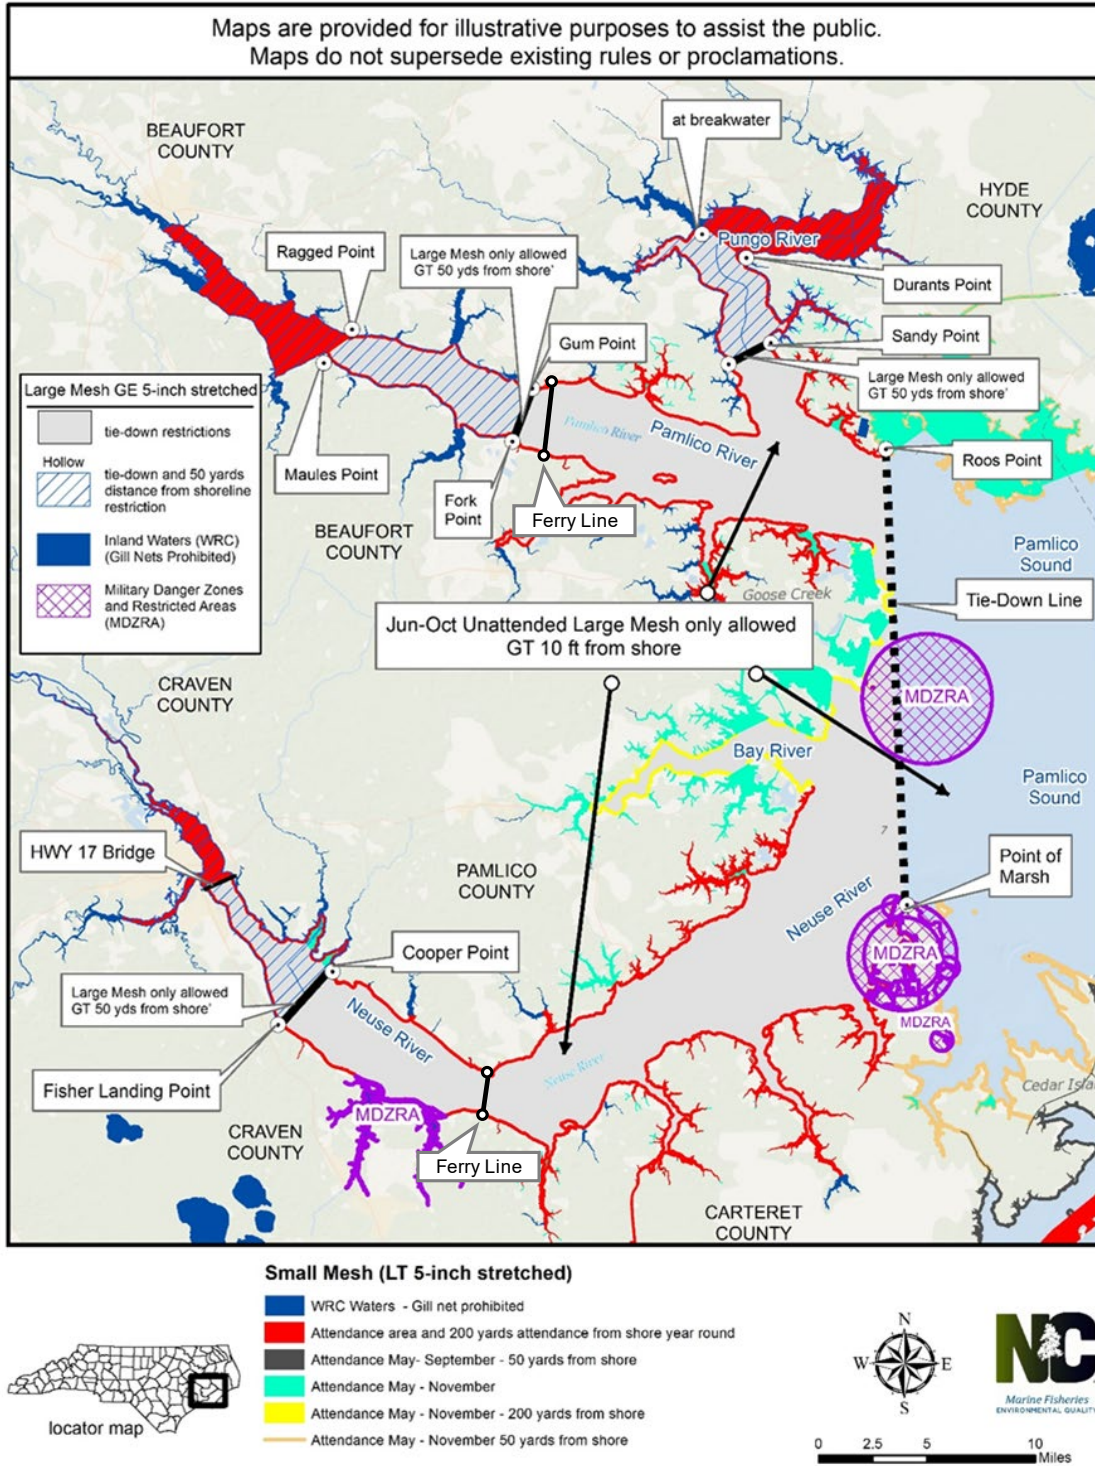 Maps are provided for illustrative purposes to assist the public.
Maps do not supersede existing rules or proclamations.
BEAUFORT
COUNTY
at breakwater
HYDE
COUNTY
Ragged Point
Large Mesh only allowed
GT 50 yds from shore'
Pungo River
Durants Point
Gum Point
Sandy Point
Large Mesh only allowed
GT 50 yds from shore'
Large Mesh GE 5-inch stretched
tie-down restrictions
Hollow
tie-down and 50 yards
distance from shoreline
restriction
Inland Waters (WRC)
(Gill Nets Prohibited)
Military Danger Zones
and Restricted Areas
(MDZRA)
Maules Point
Fork
Point
Pamlico River
Pamlico River
Roos Point
Ferry Line
BEAUFORT
COUNTY
Pamlico
Sound
Goose Creek
Tie-Down Line
Jun-Oct Unattended Large Mesh only allowed
GT 10 ft from shore
CRAVEN
COUNTY
MDZRA
Bay River
Pamlico
Sound
7
HWY 17 Bridge
PAMLICO
COUNTY
Point of
Marsh
Neuse River
Cooper Point
MDZRA
Large Mesh only allowed
GT 50 yds from shore'
Neuse River
MDZRA
Neuse River
Fisher Landing Point
Cedar Isla
MDZRA
CRAVEN
COUNTY
Ferry Line
CARTERET
COUNTY
Small Mesh (LT 5-inch stretched)
WRC Waters - Gill net prohibited
Attendance area and 200 yards attendance from shore year round
Attendance May- September - 50 yards from shore
Attendance May - November
Attendance May - November - 200 yards from shore
Attendance May - November 50 yards from shore
locator map
N
W E
S
NC
Marine Fisheries
ENVIRONMENTAL QUALITY
0 2.5 5 10
Miles